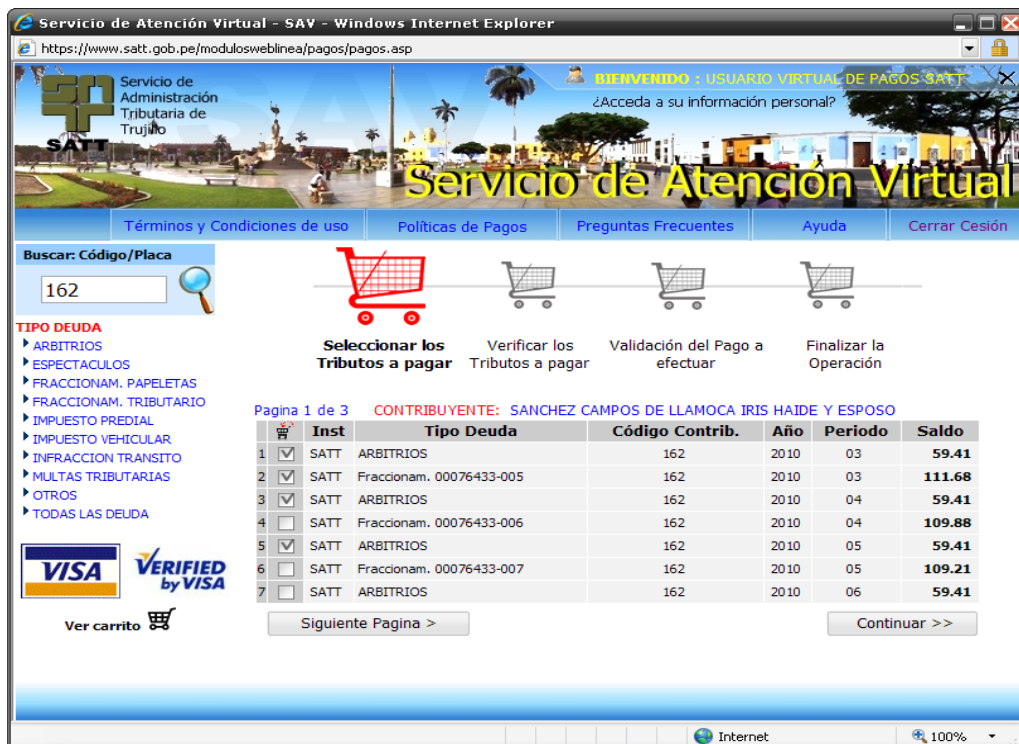 Servicio de Atención Virtual - SAV - Windows Internet Explorer
https://www.satt.gob.pe/modulosweblinea/pagos/pagos.asp
SATT
Servicio de
Administración
Tributaria de
Trujillo
SAV
BIENVENIDO : USUARIO VIRTUAL DE PAGOS SATT
¿Acceda a su información personal?
Servicio de Atención Virtual
Términos y Condiciones de uso Políticas de Pagos Preguntas Frecuentes Ayuda Cerrar Cesión
Buscar: Código/Placa
162
TIPO DEUDA
ARBITRIOS
ESPECTACULOS
FRACCIONAM. PAPELETAS
FRACCIONAM. TRIBUTARIO
IMPUESTO PREDIAL
IMPUESTO VEHICULAR
INFRACCION TRANSITO
MULTAS TRIBUTARIAS
OTROS
TODAS LAS DEUDA
VISA
VERIFIED
by VISA
Ver carrito
Seleccionar los
Tributos a pagar
Verificar los
Tributos a pagar
Validación del Pago a
efectuar
Finalizar la
Operación
Pagina 1 de 3 CONTRIBUYENTE: SANCHEZ CAMPOS DE LLAMOCA IRIS HAIDE Y ESPOSO
Inst Tipo Deuda Código Contrib. Año Periodo Saldo
1 SATT ARBITRIOS 162 2010 03 59.41
2 SATT Fraccionam. 00076433-005 162 2010 03 111.68
3 SATT ARBITRIOS 162 2010 04 59.41
4 SATT Fraccionam. 00076433-006 162 2010 04 109.88
5 SATT ARBITRIOS 162 2010 05 59.41
6 SATT Fraccionam. 00076433-007 162 2010 05 109.21
7 SATT ARBITRIOS 162 2010 06 59.41
Siguiente Pagina > Continuar >>
Internet 100%